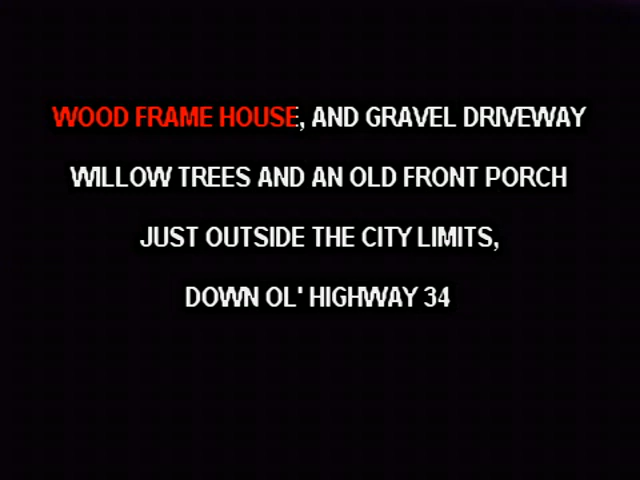 WOOD FRAME HOUSE, AND GRAVEL DRIVEWAY
WILLOW TREES AND AN OLD FRONT PORCH
JUST OUTSIDE THE CITY LIMITS,
DOWN OL' HIGHWAY 34